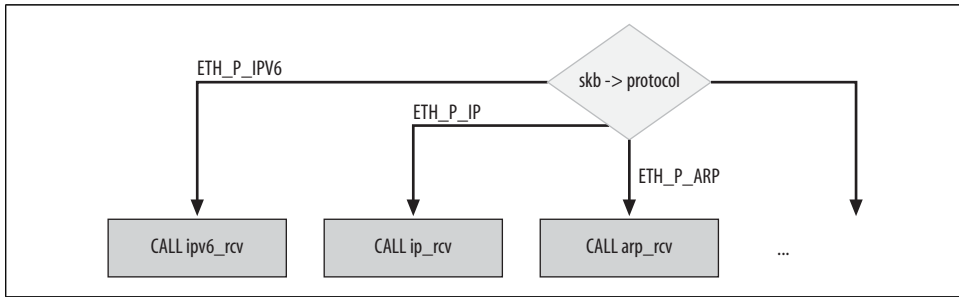 ETH_P_IPV6
skb -> protocol
ETH_P_IP
ETH_P_ARP
CALL ipv6_rcv
CALL ip_rcv
CALL arp_rcv
...